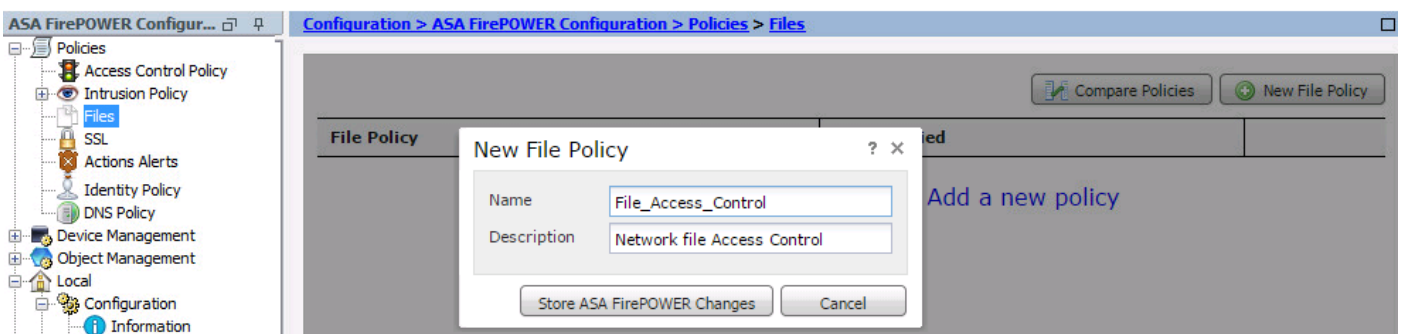 ASA FirePOWER Configur...
Configuration > ASA FirePOWER Configuration > Policies > Files
Policies
Access Control Policy
Intrusion Policy
Files
SSL
Actions Alerts
Identity Policy
DNS Policy
Device Management
Object Management
Local
Configuration
Information
Compare Policies
New File Policy
File Policy
ied
Add a new policy
New File Policy
?
Name
File_Access_Control
Description
Network file Access Control
Store ASA FirePOWER Changes
Cancel